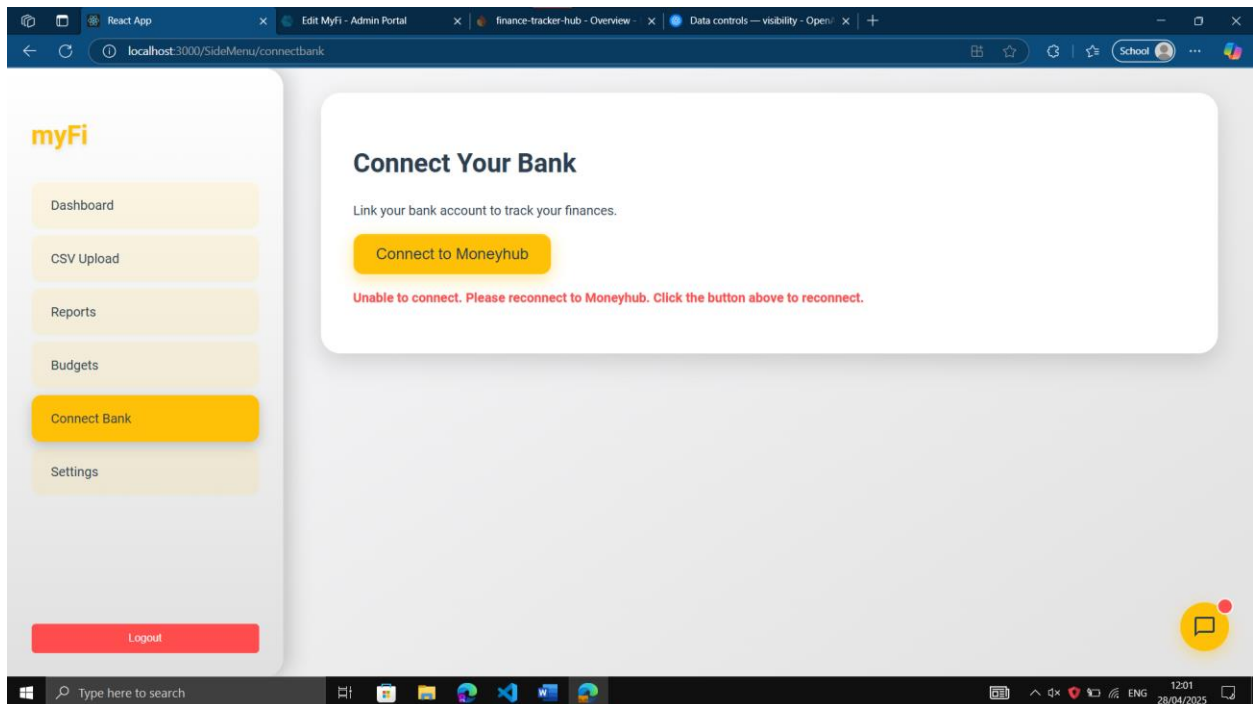 React App
Edit MyFi - Admin Portal
finance-tracker-hub - Overview -
Data controls — visibility - OpenA
localhost:3000/SideMenu/connectbank
School
myFi
Dashboard
CSV Upload
Reports
Budgets
Connect Bank
Settings
Logout
Connect Your Bank
Link your bank account to track your finances.
Connect to Moneyhub
Unable to connect. Please reconnect to Moneyhub. Click the button above to reconnect.
Type here to search
ENG
12:01
28/04/2025